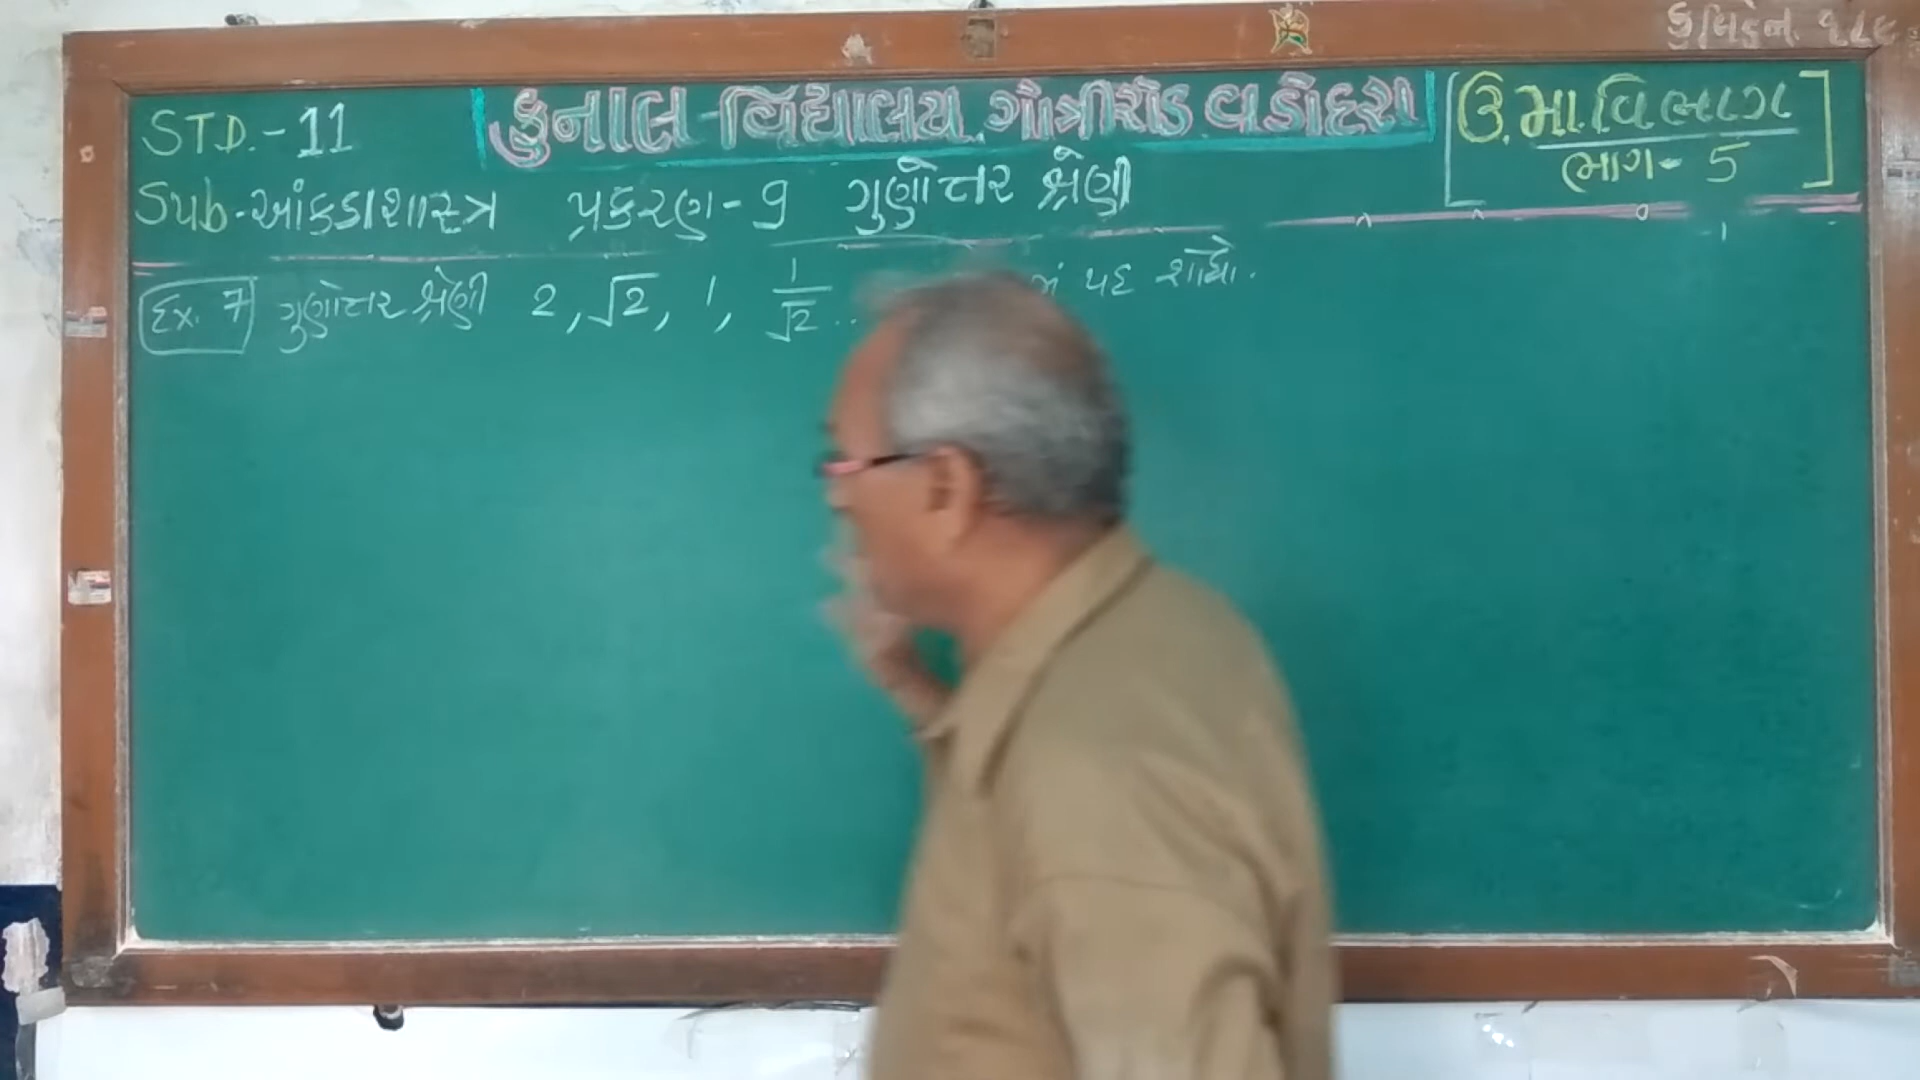 STD.-11
કુનાલ વિદ્યાલય ગોત્રીરોડ વડોદરા
ઉ.મા.વિભાગ
ભાગ- 5
Sub-આંકડાશાસ્ત્ર પ્રકરણ-9 ગુણોત્તર શ્રેણી
Ex. 7 ગુણોત્તર શ્રેણી 2, √2, 1, 1/√2 .. મું પદ શોધો.